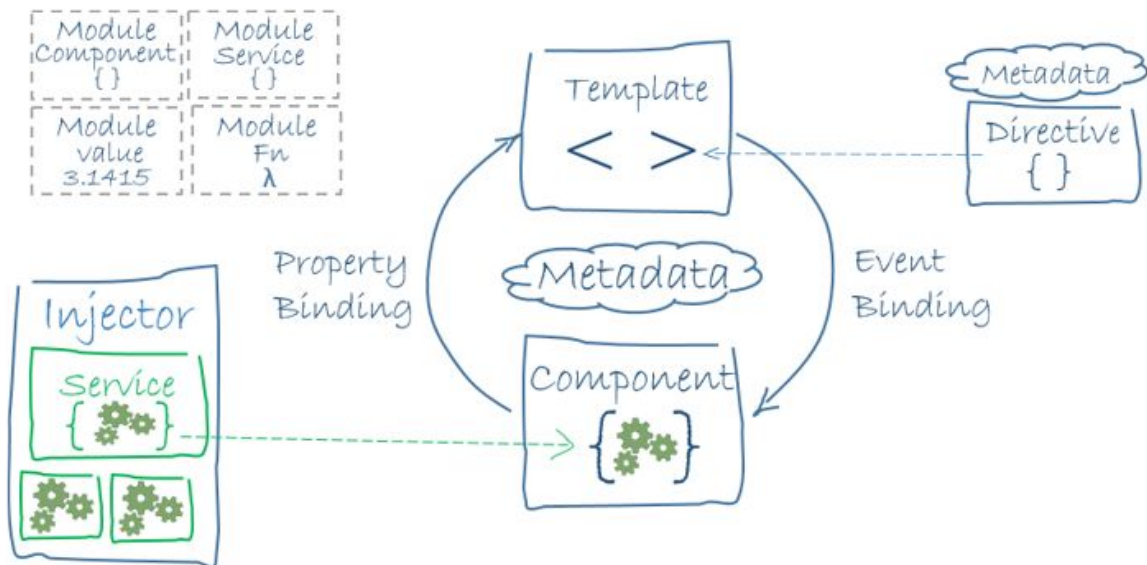 Module
Component
{ }
Module
Service
{ }
Module
value
3.1415
Module
Fn
λ
Template
< >
Metadata
Directive
{ }
Property
Binding
Metadata
Event
Binding
Injector
Service
{ }
Component
{ }